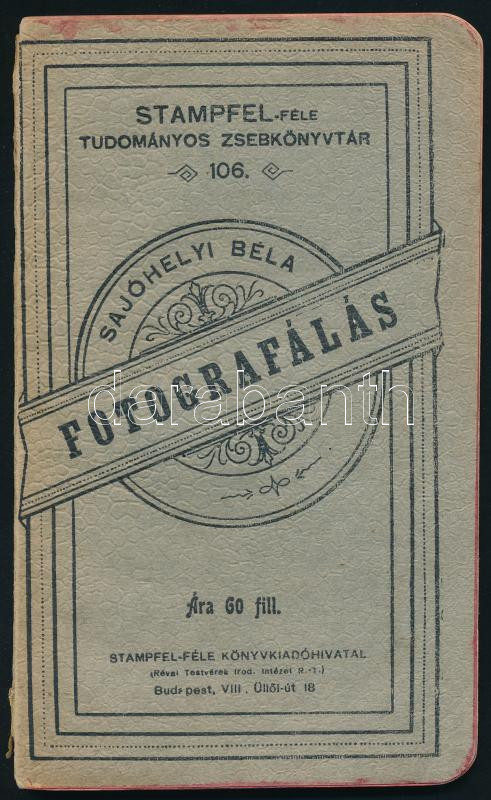 STAMPFEL-FÉLE
TUDOMÁNYOS ZSEBKÖNYVTÁR
106.
SAJÓHELYI BÉLA
FOTOGRAFÁLÁS
darabanth
Ára 60 fill.
STAMPFEL-FÉLE KÖNYVKIADÓHIVATAL
(Révai Testvérek Irod. Intézet R.-T.)
Budapest, VIII., Üllői-út 18